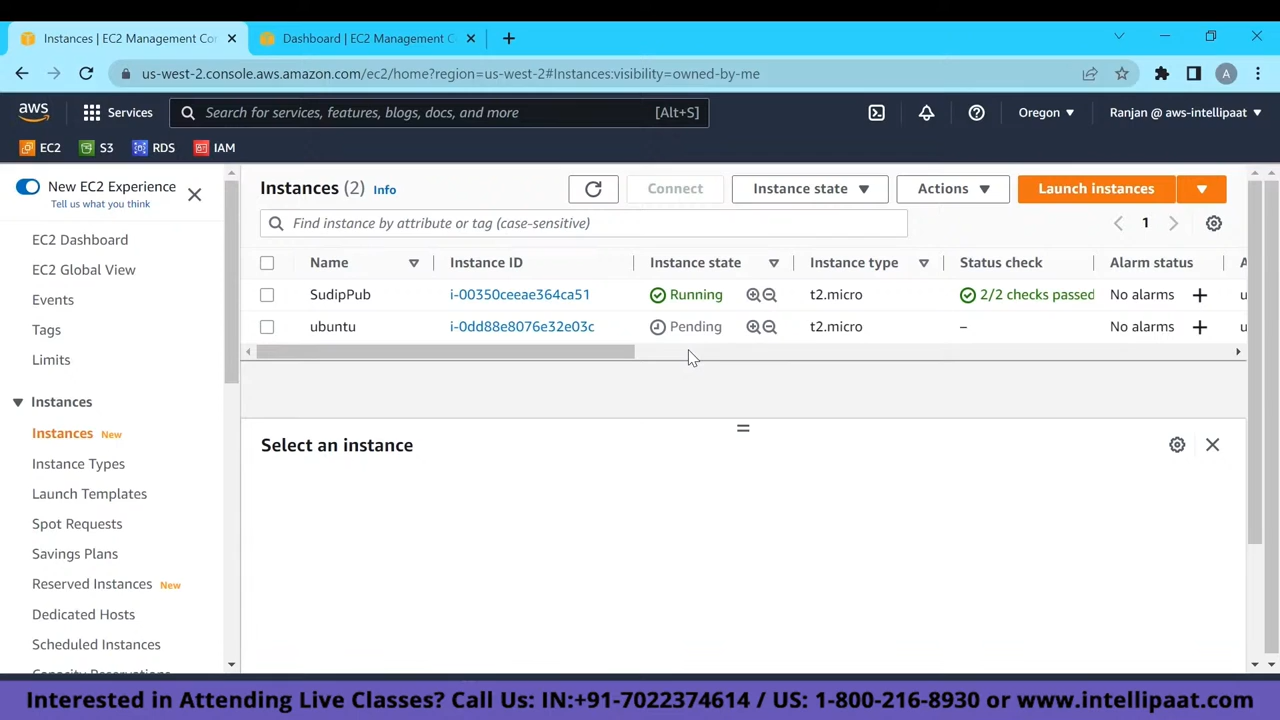 Instances | EC2 Management Con
Dashboard | EC2 Management C
us-west-2.console.aws.amazon.com/ec2/home?region=us-west-2#Instances:visibility=owned-by-me
A
aws
Services
Search for services, features, blogs, docs, and more
[Alt+S]
Oregon
Ranjan @ aws-intellipaat
EC2
S3
RDS
IAM
New EC2 Experience
Tell us what you think
EC2 Dashboard
EC2 Global View
Events
Tags
Limits
Instances
Instances New
Instance Types
Launch Templates
Spot Requests
Savings Plans
Reserved Instances New
Dedicated Hosts
Scheduled Instances
Capacity Reservations
Instances (2) Info
Connect
Instance state
Actions
Launch instances
Find instance by attribute or tag (case-sensitive)
1
Name Instance ID Instance state Instance type Status check Alarm status A
SudipPub i-00350ceeae364ca51 Running t2.micro 2/2 checks passed No alarms + u
ubuntu i-0dd88e8076e32e03c Pending t2.micro – No alarms + u
Select an instance
Interested in Attending Live Classes? Call Us: IN:+91-7022374614 / US: 1-800-216-8930 or www.intellipaat.com